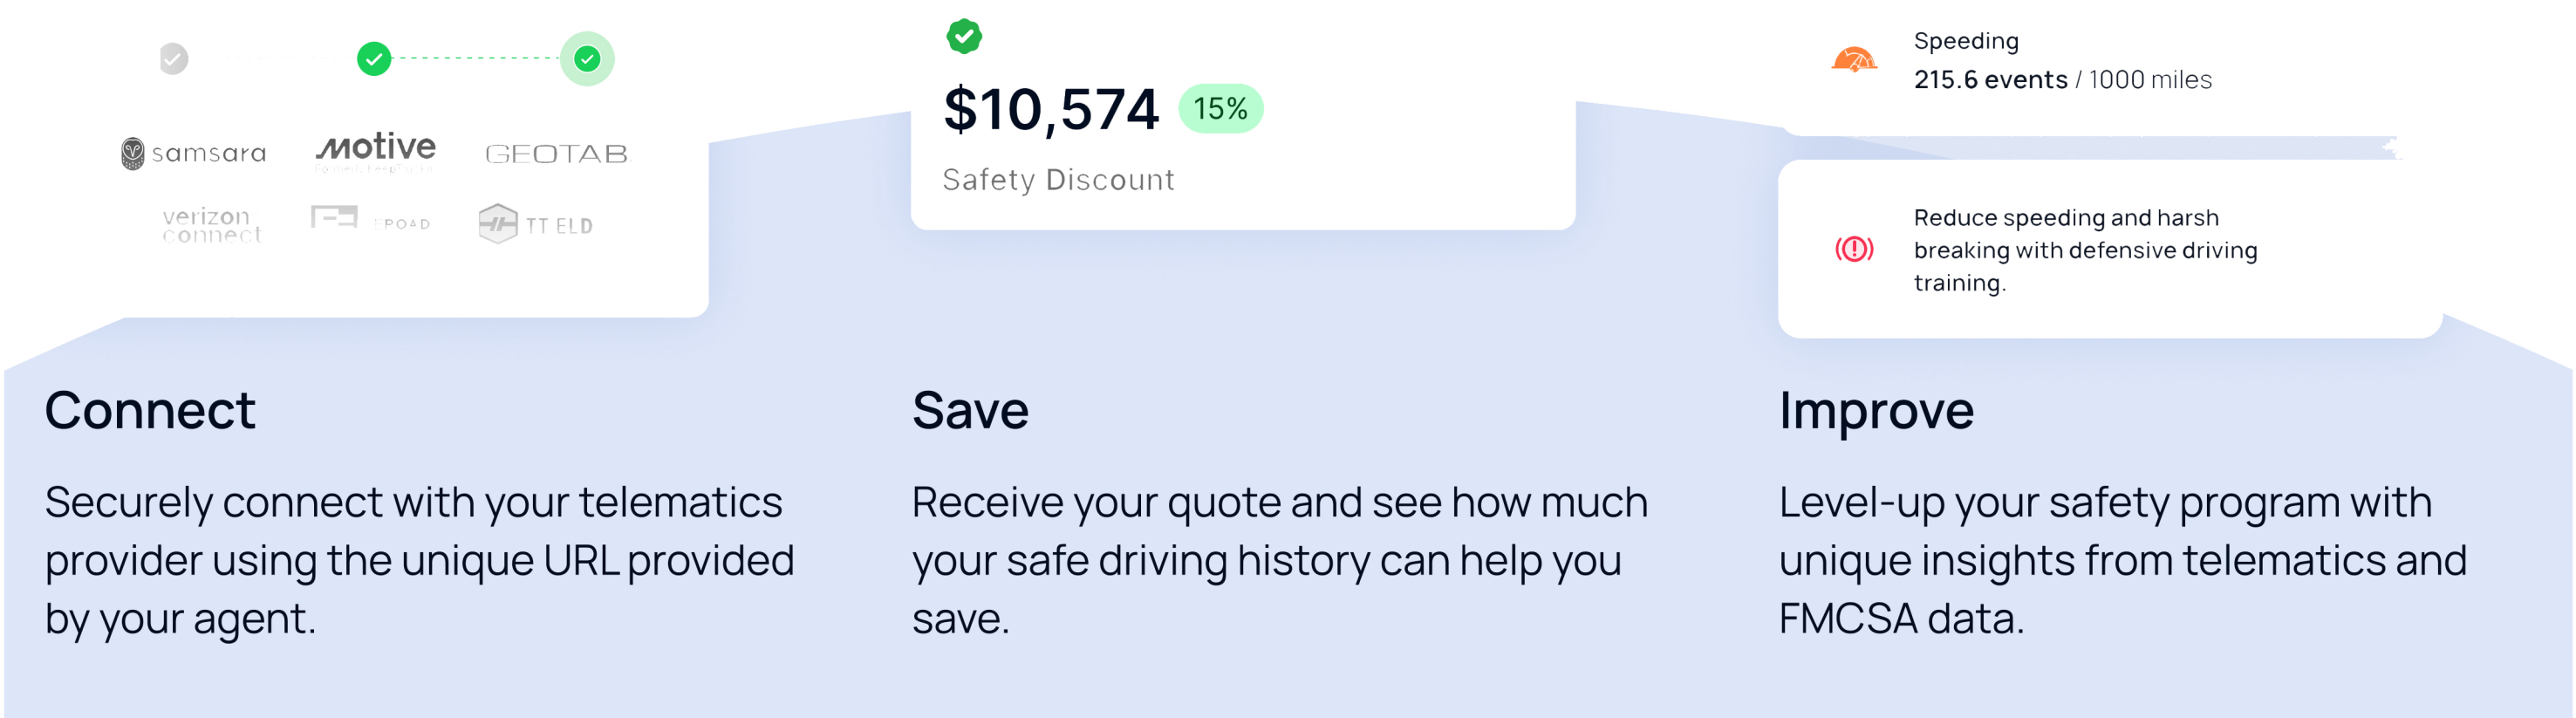 samsara
Motive
GEOTAB
verizon
connect
TT ELD
$10,574 15%
Safety Discount
Speeding
215.6 events / 1000 miles
Reduce speeding and harsh
breaking with defensive driving
training.
Connect
Securely connect with your telematics
provider using the unique URL provided
by your agent.
Save
Receive your quote and see how much
your safe driving history can help you
save.
Improve
Level-up your safety program with
unique insights from telematics and
FMCSA data.